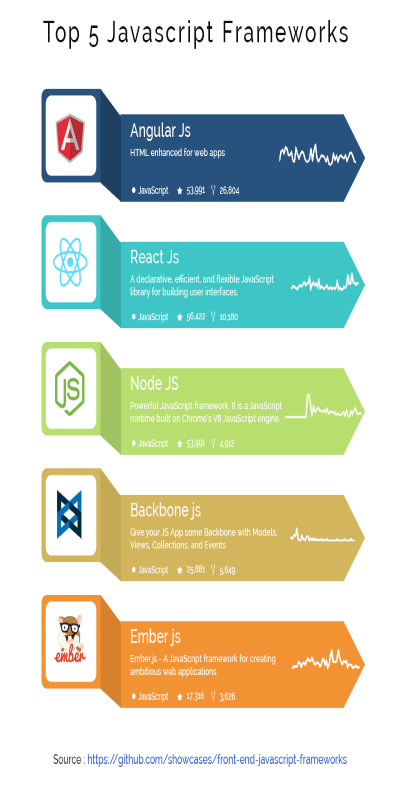 Top 5 Javascript Frameworks
Angular Js
HTML enhanced for web apps
JavaScript 53,991 26,804
React Js
A declarative, efficient, and flexible JavaScript
library for building user interfaces.
JavaScript 56,422 10,180
JS
Node JS
Powerful JavaScript framework. It is a JavaScript
runtime built on Chrome's V8 JavaScript engine.
JavaScript 53,991 4,912
Backbone js
Give your JS App some Backbone with Models,
Views, Collections, and Events
JavaScript 25,881 5,649
ember
Ember js
Ember.js - A JavaScript framework for creating
ambitious web applications
JavaScript 17,316 3,626
Source : https://github.com/showcases/front-end-javascript-frameworks